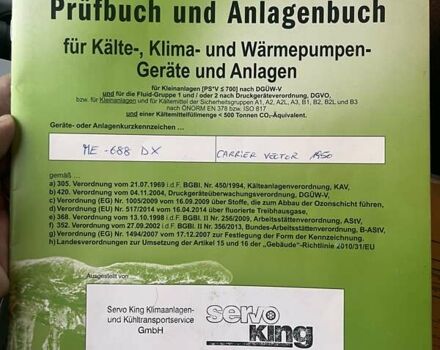 Prüfbuch und Anlagenbuch
für Kälte-, Klima- und Wärmepumpen-
Geräte und Anlagen
für Kleinanlagen [PS*V ≤ 700] nach DGÜW-V
und für die Fluid-Gruppe 1 und / oder 2 nach Druckgeräteverordnung, DGVO,
bzw. für Kleinanlagen und für Kältemittel der Sicherheitsgruppen A1, A2, A2L, A3, B1, B2, B2L und B3
nach ÖNORM EN 378 bzw. ISO 817
und einer Kältemittelfüllmenge < 500 Tonnen CO₂-Äquivalent.
Geräte- oder Anlagenkurzkennzeichen ...
ME-688 DX
CARRIER VECTOR 1950
gemäß ...
a) 305. Verordnung vom 21.07.1969 i.d.F. BGBl. Nr. 450/1994, Kälteanlagenverordnung, KAV,
b) 420. Verordnung vom 04.11.2004, Druckgeräteüberwachungsverordnung, DGÜW-V,
c) Verordnung (EG) Nr. 1005/2009 vom 16.09.2009 über Stoffe, die zum Abbau der Ozonschicht führen,
d) Verordnung (EU) Nr. 517/2014 vom 16.04.2014 über fluorierte Treibhausgase,
e) 368. Verordnung vom 13.10.1998 i.d.F. BGBl. II Nr. 256/2009, Arbeitsstättenverordnung, AStV,
f) 352. Verordnung vom 27.09.2002 i.d.F. BGBl. II Nr. 356/2013, Bundes-Arbeitsstättenverordnung, B-AStV,
g) Verordnung (EG) Nr. 1494/2007 vom 17.12.2007 zur Festlegung der Form der Kennzeichnung.
h) Landesverordnungen zur Umsetzung der Artikel 15 und 16 der „Gebäude"-Richtlinie 2010/31/EU
Ausgestellt von
Servo King Klimaanlagen-
und Kühltransportservice
GmbH
servo
king